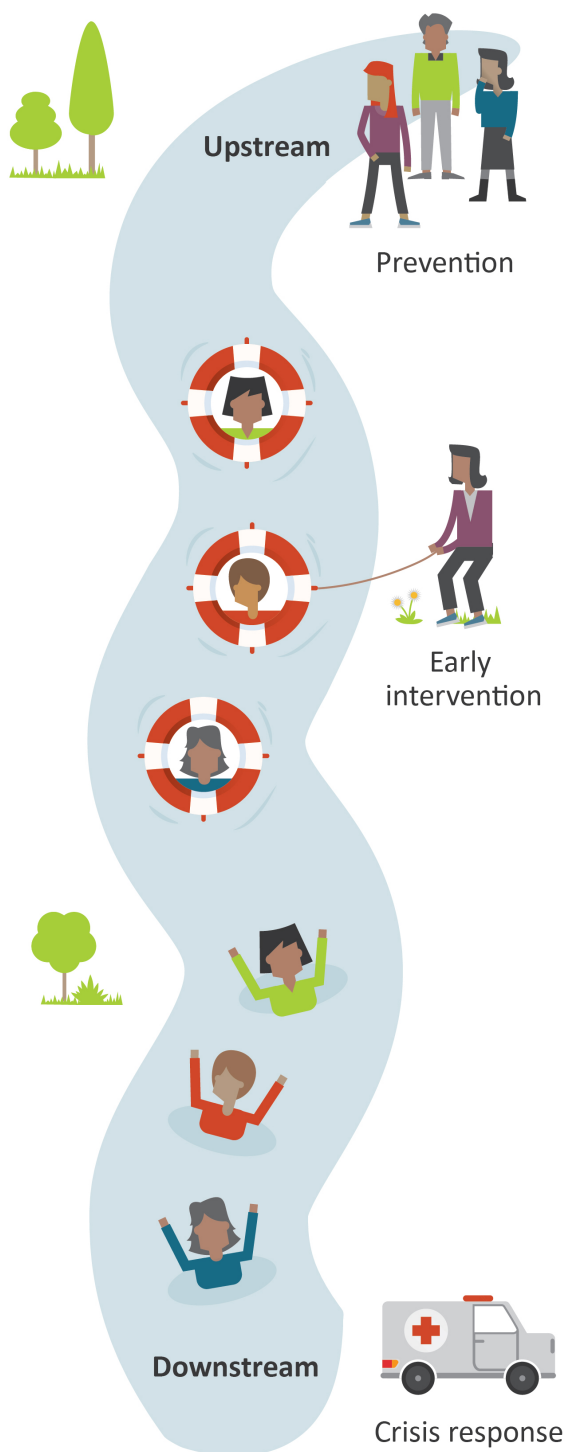 Upstream
Prevention
Early
intervention
Downstream
Crisis response